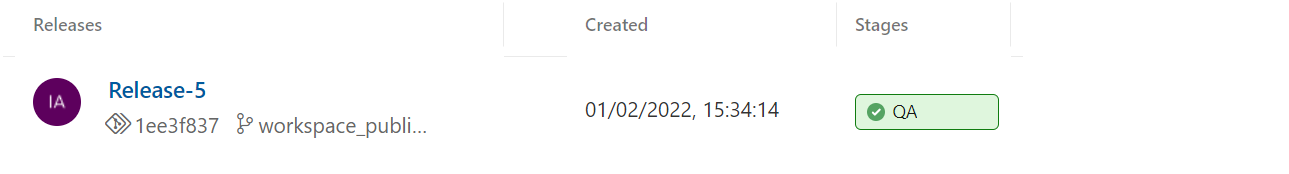 Releases Created Stages
IA Release-5
1ee3f837 workspace_publi...
01/02/2022, 15:34:14
QA